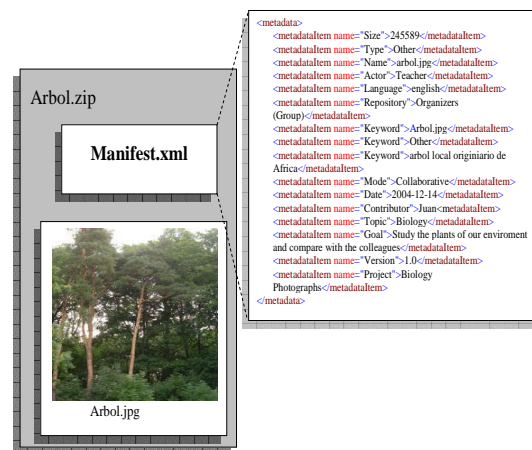 Arbol.zip
Manifest.xml
Arbol.jpg
<metadata>
<metadataItem name="Size">245589</metadataItem>
<metadataItem name="Type">Other</metadataItem>
<metadataItem name="Name">arbol.jpg</metadataItem>
<metadataItem name="Actor">Teacher</metadataItem>
<metadataItem name="Language">english</metadataItem>
<metadataItem name="Repository">Organizers
(Group)</metadataItem>
<metadataItem name="Keyword">Arbol.jpg</metadataItem>
<metadataItem name="Keyword">Other</metadataItem>
<metadataItem name="Keyword">arbol local originiario de
Africa</metadataItem>
<metadataItem name="Mode">Collaborative</metadataItem>
<metadataItem name="Date">2004-12-14</metadataItem>
<metadataItem name="Contributor">Juan<metadataItem>
<metadataItem name="Topic">Biology</metadataItem>
<metadataItem name="Goal">Study the plants of our enviroment
and compare with the colleagues</metadataItem>
<metadataItem name="Version">1.0</metadataItem>
<metadataItem name="Project">Biology
Photographs</metadataItem>
</metadata>